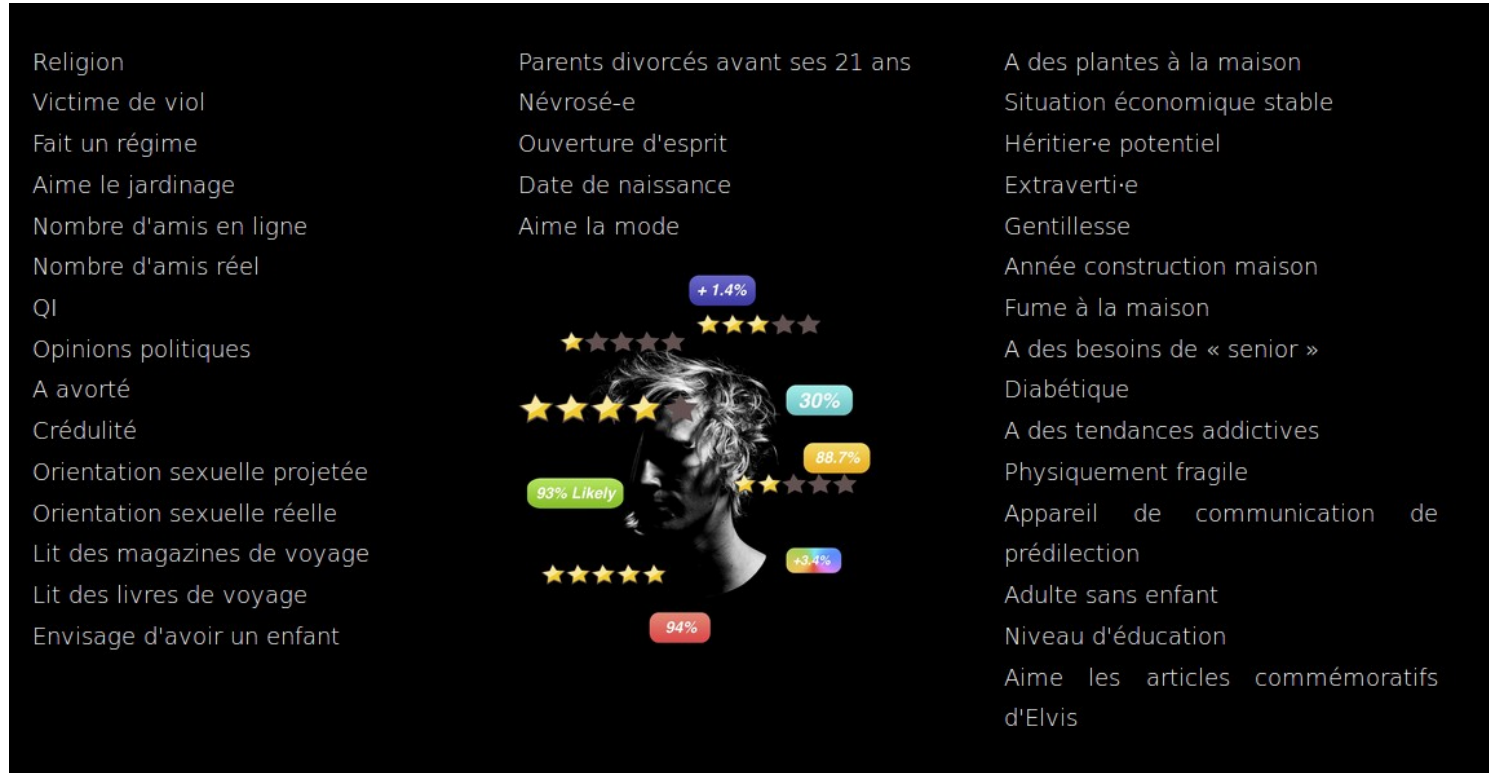 Religion
Victime de viol
Fait un régime
Aime le jardinage
Nombre d'amis en ligne
Nombre d'amis réel
QI
Opinions politiques
A avorté
Crédulité
Orientation sexuelle projetée
Orientation sexuelle réelle
Lit des magazines de voyage
Lit des livres de voyage
Envisage d'avoir un enfant
Parents divorcés avant ses 21 ans
Névrosé-e
Ouverture d'esprit
Date de naissance
Aime la mode
+ 1.4%
30%
88.7%
93% Likely
+3.4%
94%
A des plantes à la maison
Situation économique stable
Héritier·e potentiel
Extraverti·e
Gentillesse
Année construction maison
Fume à la maison
A des besoins de « senior »
Diabétique
A des tendances addictives
Physiquement fragile
Appareil de communication de
prédilection
Adulte sans enfant
Niveau d'éducation
Aime les articles commémoratifs
d'Elvis